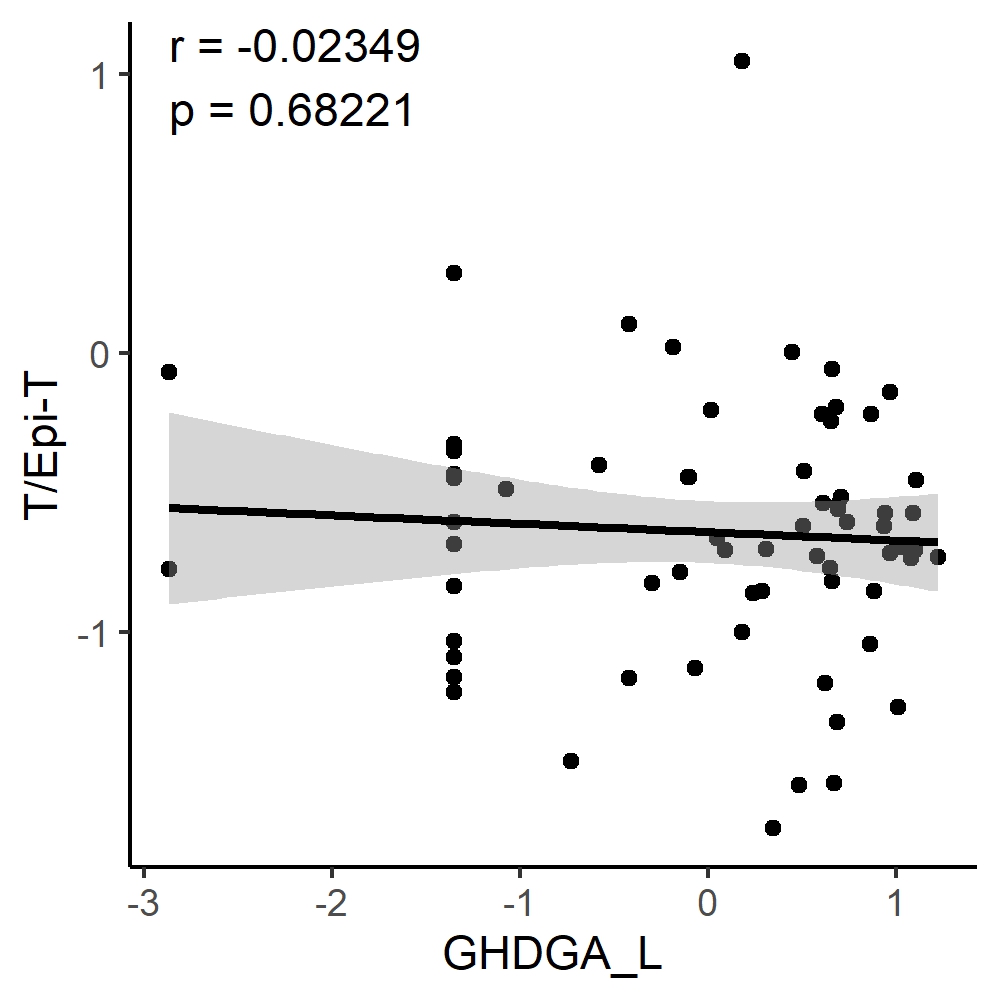 r = -0.02349
p = 0.68221
1
0
-1
T/Epi-T
-3 -2 -1 0 1
GHDGA_L